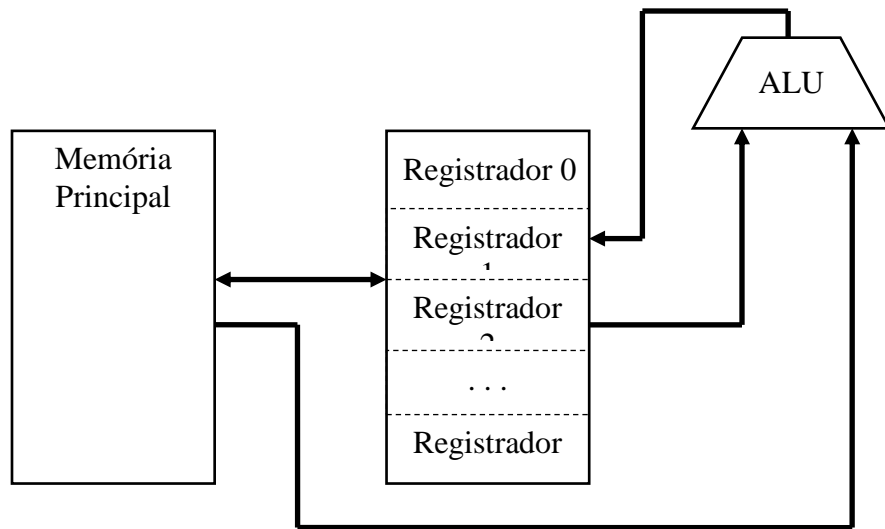 ALU
Memória
Principal
Registrador 0
Registrador
Registrador
. . .
Registrador